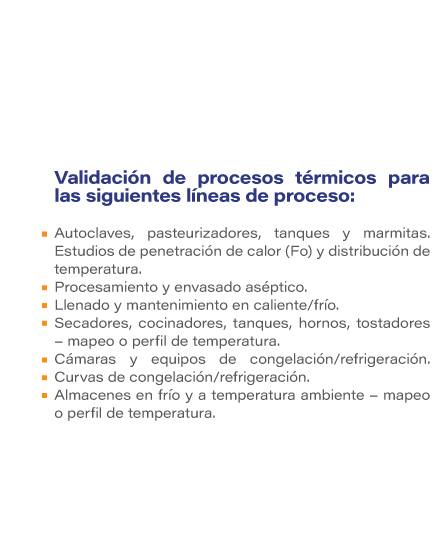 Validación de procesos térmicos para
las siguientes líneas de proceso:
Autoclaves, pasteurizadores, tanques y marmitas.
Estudios de penetración de calor (Fo) y distribución de
temperatura.
Procesamiento y envasado aséptico.
Llenado y mantenimiento en caliente/frío.
Secadores, cocinadores, tanques, hornos, tostadores
– mapeo o perfil de temperatura.
Cámaras y equipos de congelación/refrigeración.
Curvas de congelación/refrigeración.
Almacenes en frío y a temperatura ambiente – mapeo
o perfil de temperatura.